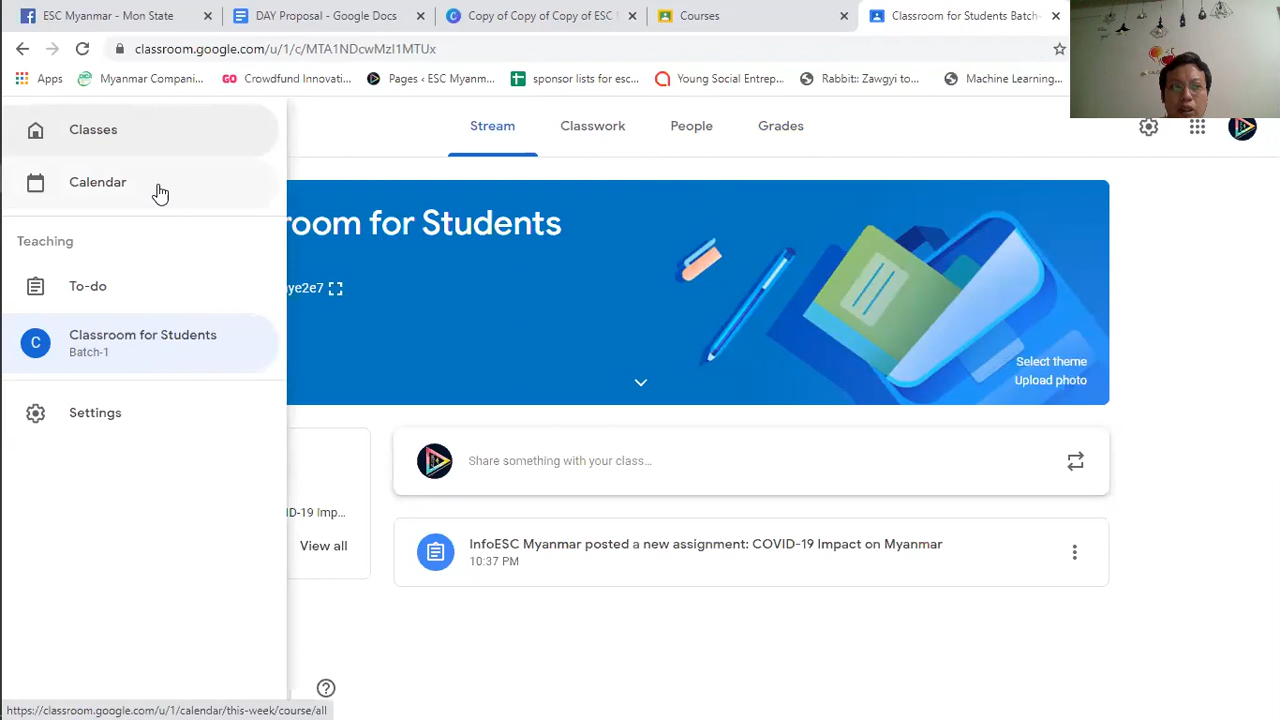 ESC Myanmar - Mon State
DAY Proposal - Google Docs
Copy of Copy of Copy of ESC
Courses
Classroom for Students Batch-
classroom.google.com/u/1/c/MTA1NDcwMzI1MTUx
Apps
Myanmar Compani...
GO Crowdfund Innovati...
Pages ‹ ESC Myanm...
sponsor lists for esc...
Young Social Entrep...
Rabbit:: Zawgyi to...
Machine Learning...
Classes
Calendar
Teaching
To-do
C
Classroom for Students
Batch-1
Settings
Stream
Classwork
People
Grades
room for Students
ye2e7
Select theme
Upload photo
ID-19 Imp...
View all
Share something with your class...
InfoESC Myanmar posted a new assignment: COVID-19 Impact on Myanmar
10:37 PM
https://classroom.google.com/u/1/calendar/this-week/course/all